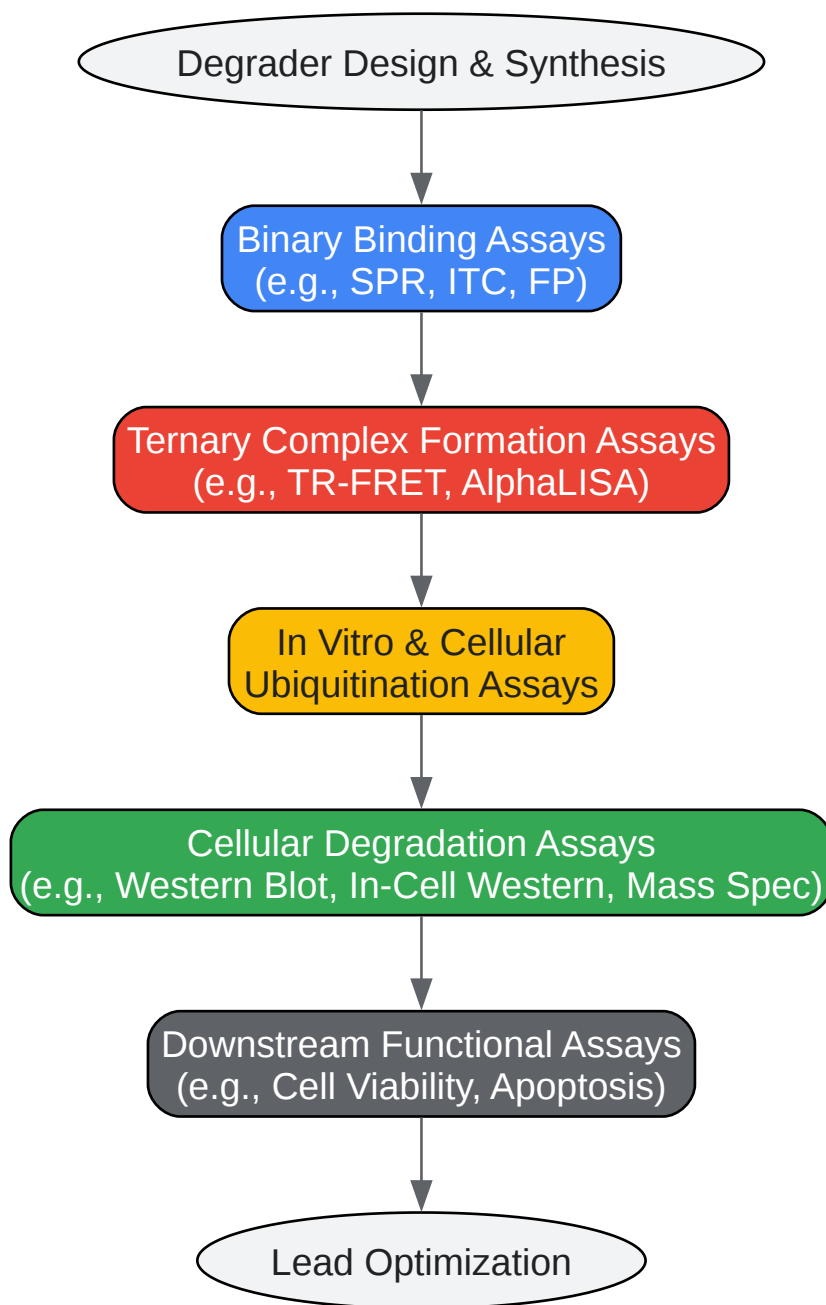 Degrader Design & Synthesis
Binary Binding Assays
(e.g., SPR, ITC, FP)
Ternary Complex Formation Assays
(e.g., TR-FRET, AlphaLISA)
In Vitro & Cellular
Ubiquitination Assays
Cellular Degradation Assays
(e.g., Western Blot, In-Cell Western, Mass Spec)
Downstream Functional Assays
(e.g., Cell Viability, Apoptosis)
Lead Optimization